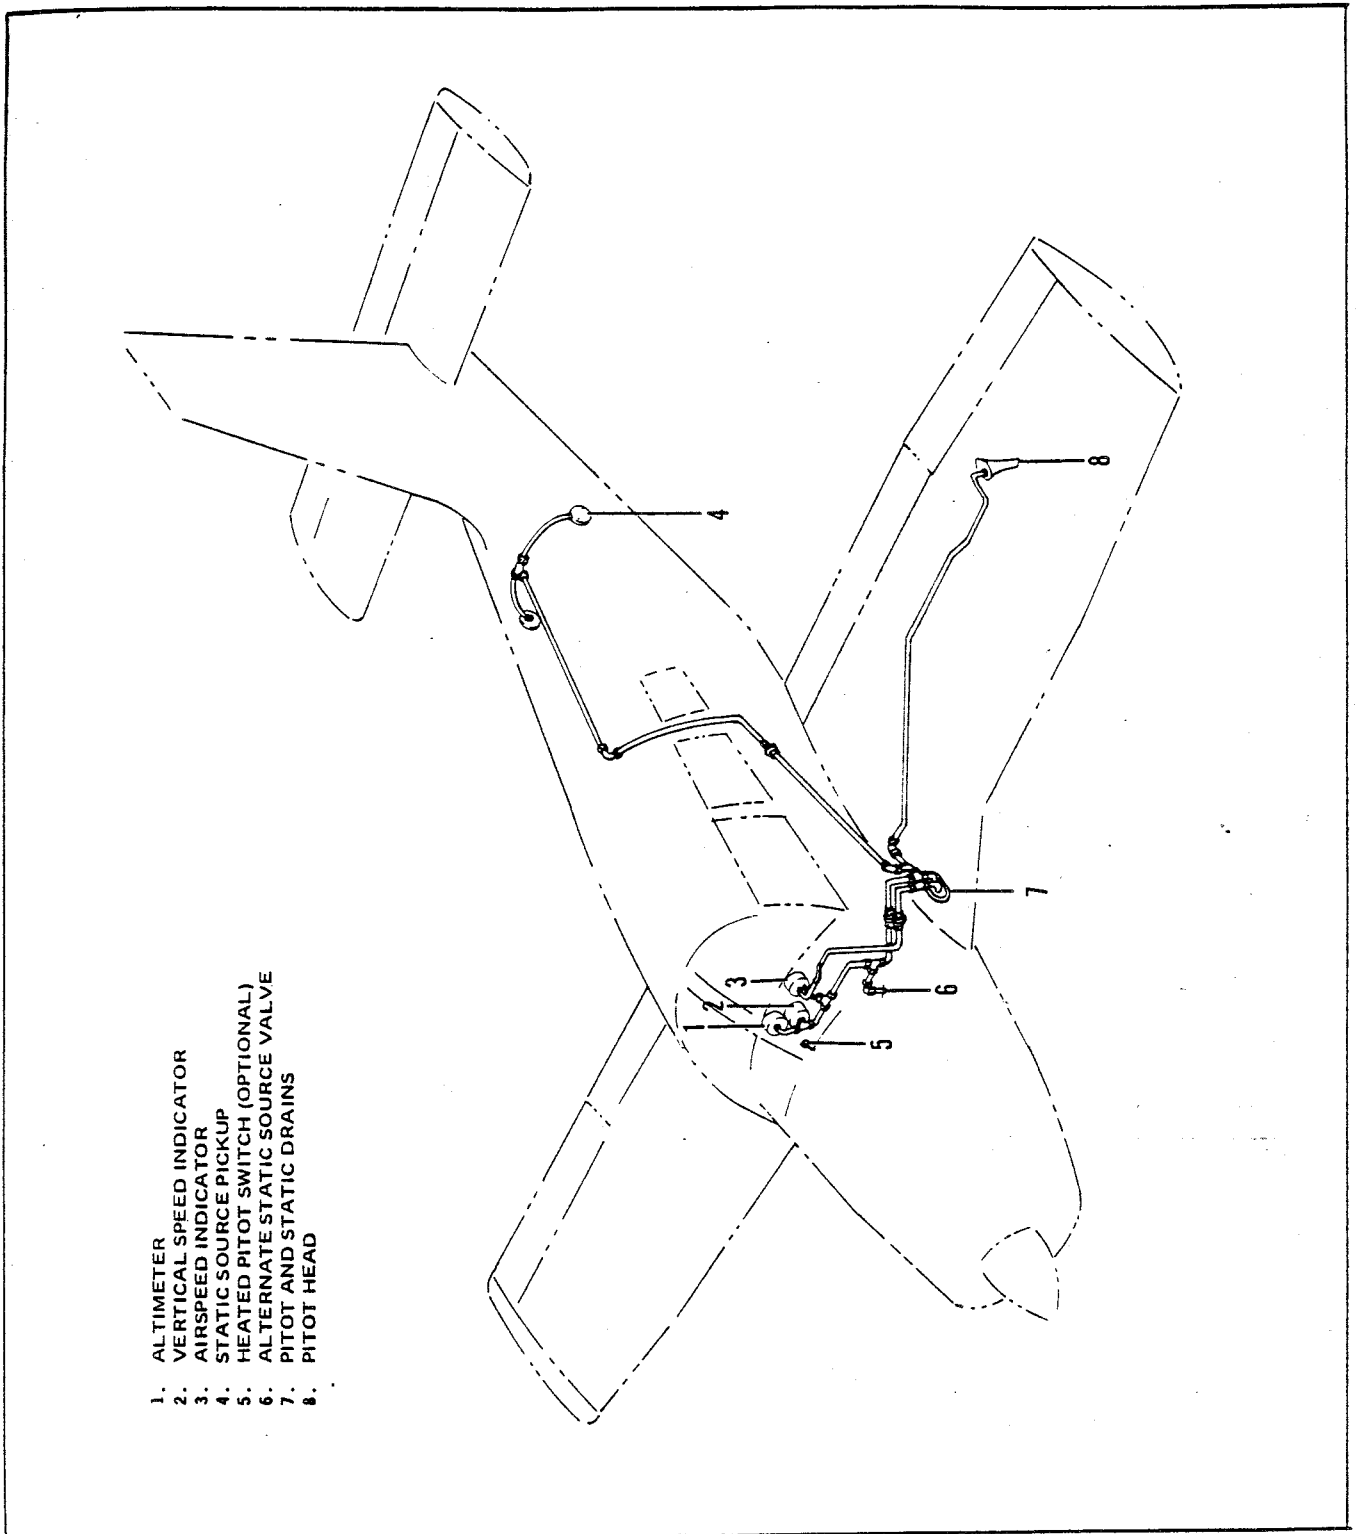 1. ALTIMETER
2. VERTICAL SPEED INDICATOR
3. AIRSPEED INDICATOR
4. STATIC SOURCE PICKUP
5. HEATED PITOT SWITCH (OPTIONAL)
6. ALTERNATE STATIC SOURCE VALVE
7. PITOT AND STATIC DRAINS
8. PITOT HEAD
1
2
3
4
5
6
7
8